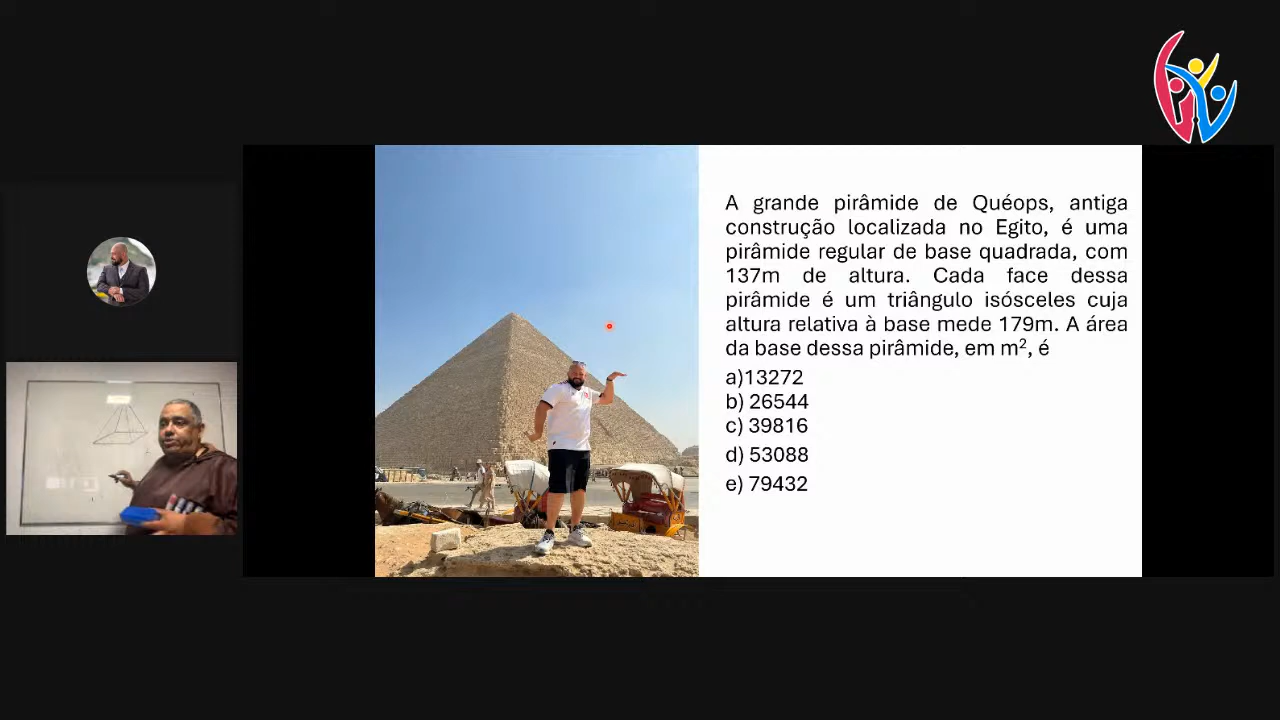 A grande pirâmide de Quéops, antiga
construção localizada no Egito, é uma
pirâmide regular de base quadrada, com
137m de altura. Cada face dessa
pirâmide é um triângulo isósceles cuja
altura relativa à base mede 179m. A área
da base dessa pirâmide, em m², é
a)13272
b) 26544
c) 39816
d) 53088
e) 79432